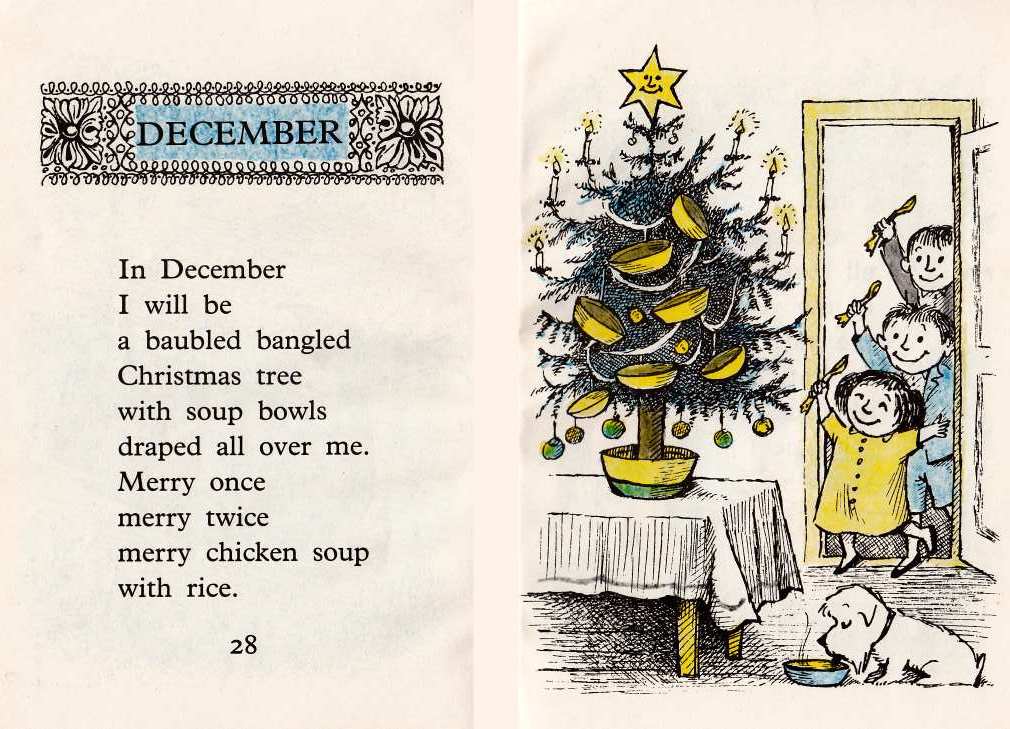 DECEMBER
In December
I will be
a baubled bangled
Christmas tree
with soup bowls
draped all over me.
Merry once
merry twice
merry chicken soup
with rice.
28